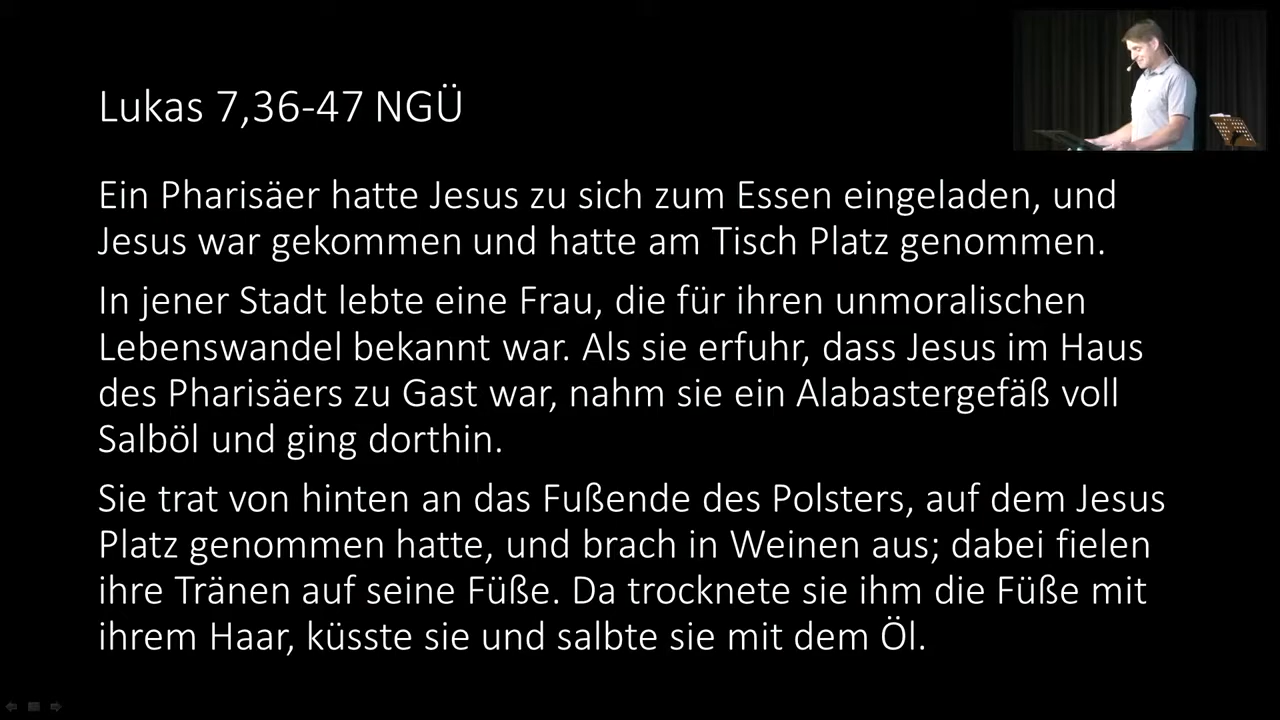 Lukas 7,36-47 NGÜ
Ein Pharisäer hatte Jesus zu sich zum Essen eingeladen, und
Jesus war gekommen und hatte am Tisch Platz genommen.
In jener Stadt lebte eine Frau, die für ihren unmoralischen
Lebenswandel bekannt war. Als sie erfuhr, dass Jesus im Haus
des Pharisäers zu Gast war, nahm sie ein Alabastergefäß voll
Salböl und ging dorthin.
Sie trat von hinten an das Fußende des Polsters, auf dem Jesus
Platz genommen hatte, und brach in Weinen aus; dabei fielen
ihre Tränen auf seine Füße. Da trocknete sie ihm die Füße mit
ihrem Haar, küsste sie und salbte sie mit dem Öl.